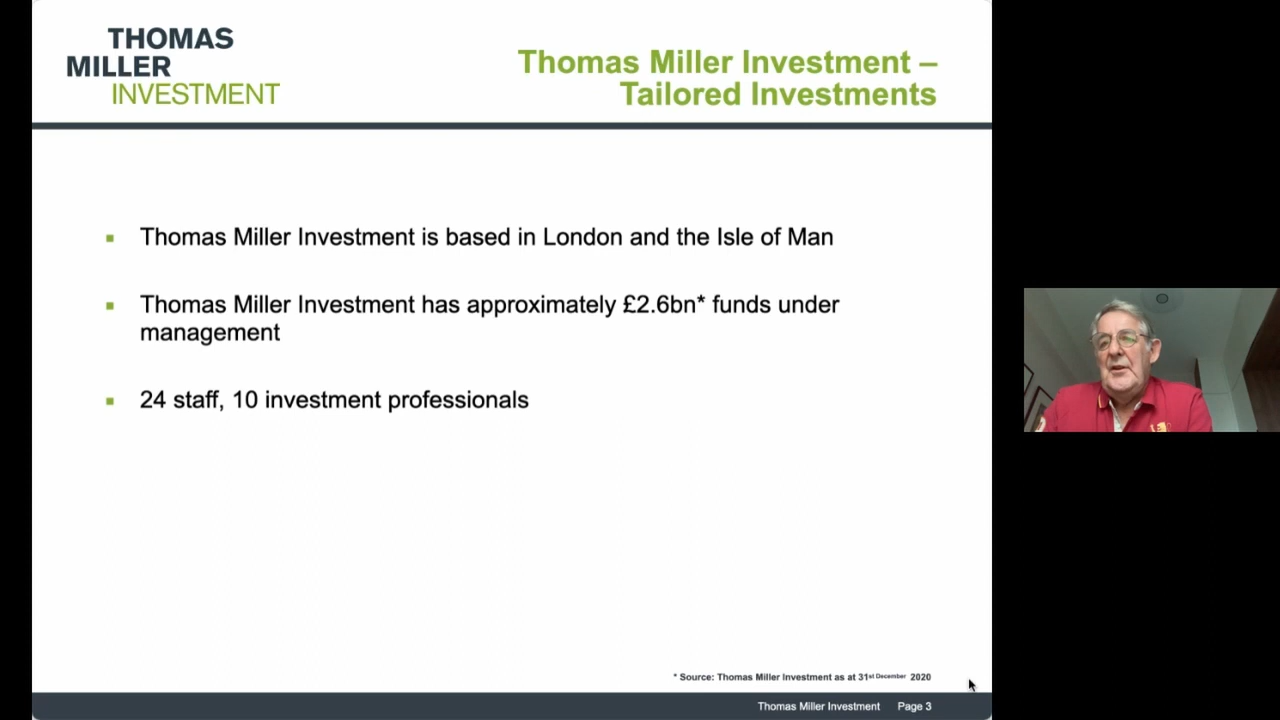 THOMAS
MILLER
INVESTMENT
Thomas Miller Investment –
Tailored Investments
▪ Thomas Miller Investment is based in London and the Isle of Man
▪ Thomas Miller Investment has approximately £2.6bn* funds under
management
▪ 24 staff, 10 investment professionals
* Source: Thomas Miller Investment as at 31st December 2020
Thomas Miller Investment Page 3